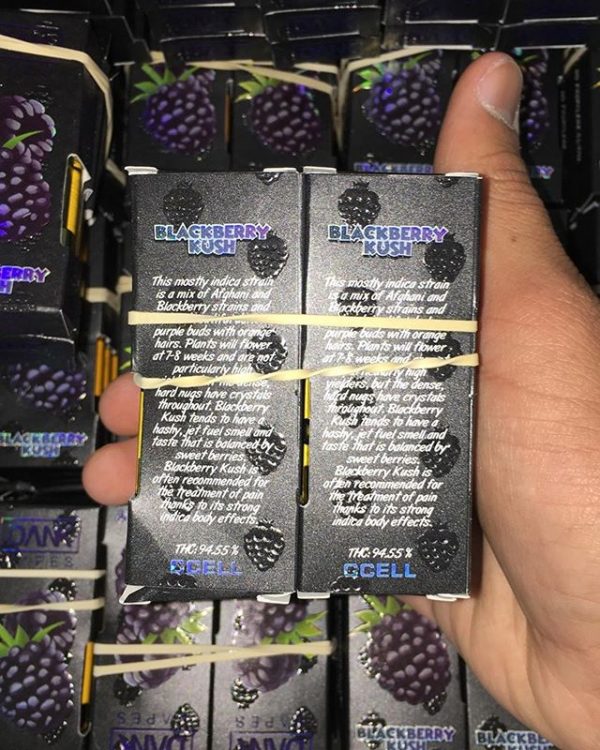 BLACKBERRY
KUSH
This mostly indica strain
is a mix of Afghani and
Blackberry strains and
purple buds with orange
hairs. Plants will flower
at 7-8 weeks and are not
particularly high
hard nugs have crystals
throughout. Blackberry
Kush tends to have a
hashy, jet fuel smell and
taste that is balanced by
sweet berries.
Blackberry Kush is
often recommended for
the treatment of pain
thanks to its strong
indica body effects.
THC: 94.55 %
CCELL
BLACKBERRY
KUSH
This mostly indica strain
is a mix of Afghani and
Blackberry strains and
purple buds with orange
hairs. Plants will flower
at 7-8 weeks and
high
yielders, but the dense,
hard nugs have crystals
throughout. Blackberry
Kush tends to have a
hashy, jet fuel smell and
taste that is balanced by
sweet berries.
Blackberry Kush is
often recommended for
the treatment of pain
thanks to its strong
indica body effects.
THC: 94.55 %
CCELL
BLACKBERRY
KUSH
DANK
VAPES
BLACKBERRY
KUSH